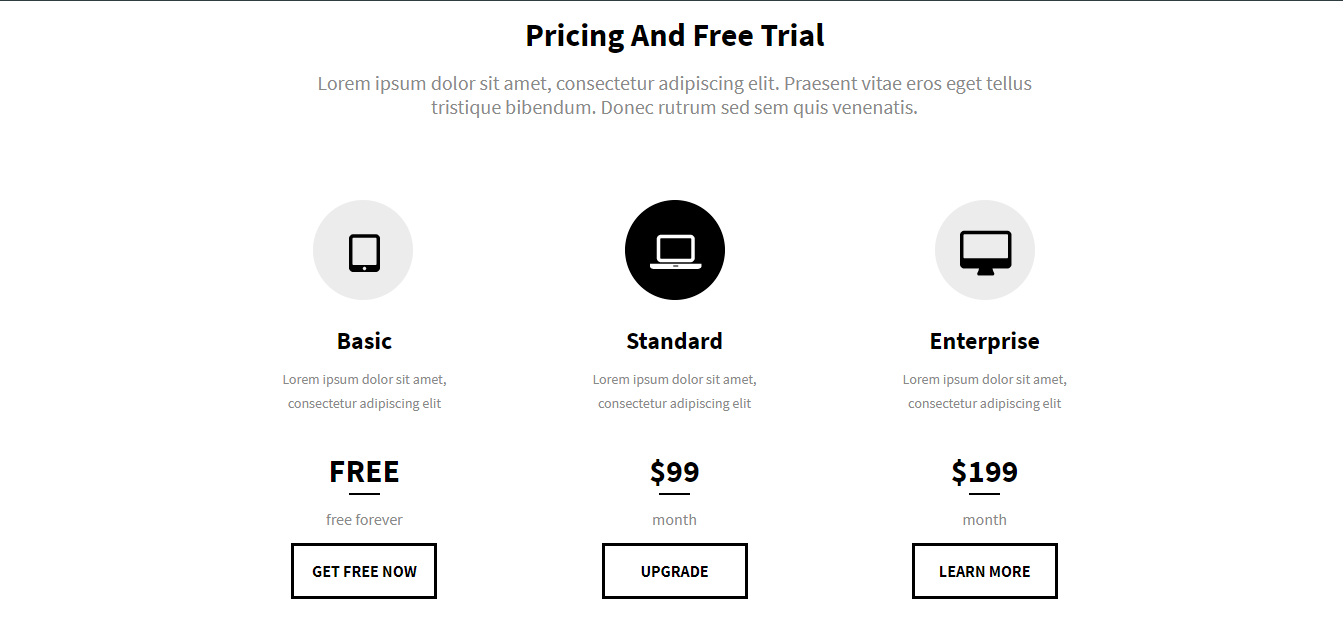 Pricing And Free Trial
Lorem ipsum dolor sit amet, consectetur adipiscing elit. Praesent vitae eros eget tellus
tristique bibendum. Donec rutrum sed sem quis venenatis.
Basic
Lorem ipsum dolor sit amet,
consectetur adipiscing elit
FREE
free forever
GET FREE NOW
Standard
Lorem ipsum dolor sit amet,
consectetur adipiscing elit
$99
month
UPGRADE
Enterprise
Lorem ipsum dolor sit amet,
consectetur adipiscing elit
$199
month
LEARN MORE